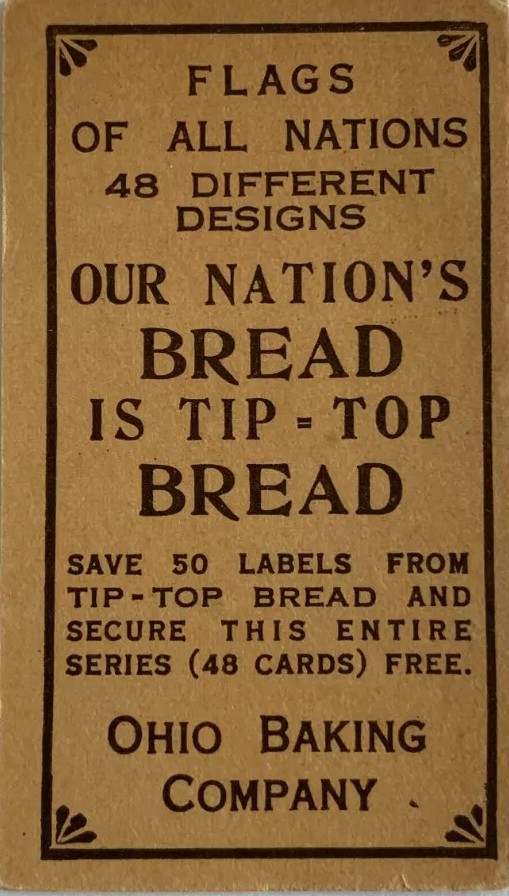 FLAGS
OF ALL NATIONS
48 DIFFERENT
DESIGNS
OUR NATION'S
BREAD
IS TIP-TOP
BREAD
SAVE 50 LABELS FROM
TIP-TOP BREAD AND
SECURE THIS ENTIRE
SERIES (48 CARDS) FREE.
OHIO BAKING
COMPANY